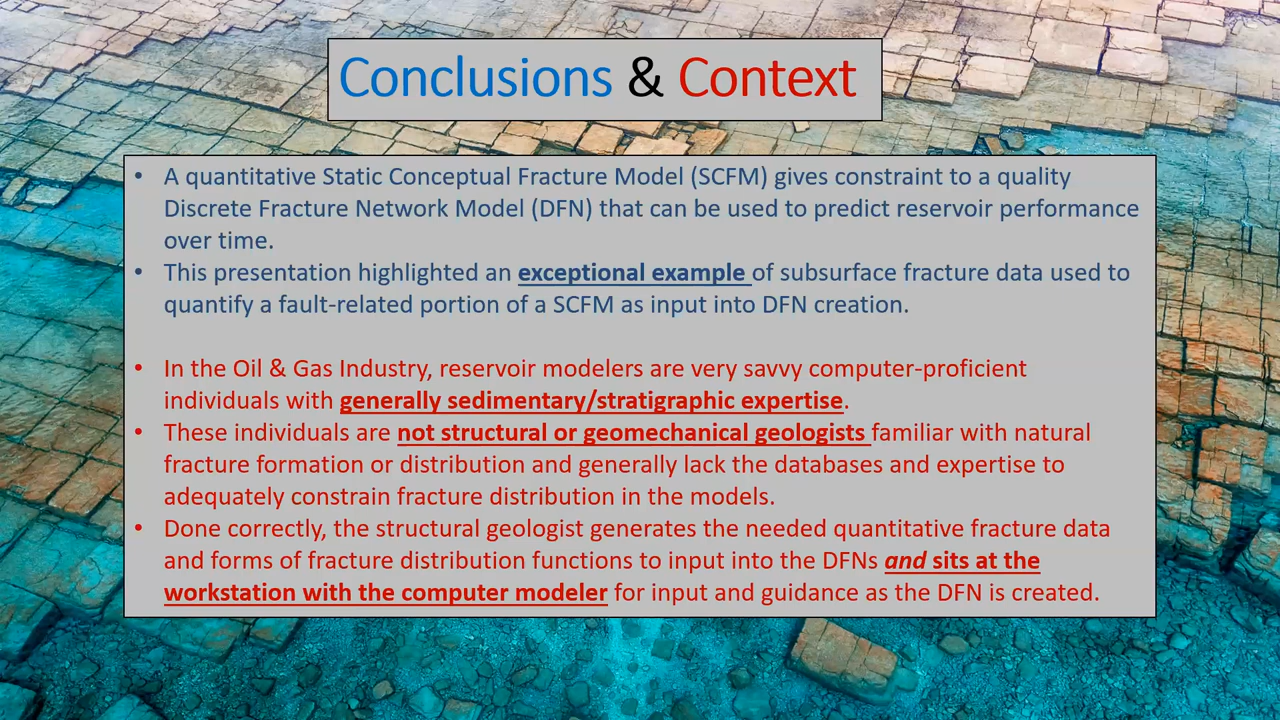 Conclusions & Context
• A quantitative Static Conceptual Fracture Model (SCFM) gives constraint to a quality
Discrete Fracture Network Model (DFN) that can be used to predict reservoir performance
over time.
• This presentation highlighted an exceptional example of subsurface fracture data used to
quantify a fault-related portion of a SCFM as input into DFN creation.
• In the Oil & Gas Industry, reservoir modelers are very savvy computer-proficient
individuals with generally sedimentary/stratigraphic expertise.
• These individuals are not structural or geomechanical geologists familiar with natural
fracture formation or distribution and generally lack the databases and expertise to
adequately constrain fracture distribution in the models.
• Done correctly, the structural geologist generates the needed quantitative fracture data
and forms of fracture distribution functions to input into the DFNs and sits at the
workstation with the computer modeler for input and guidance as the DFN is created.